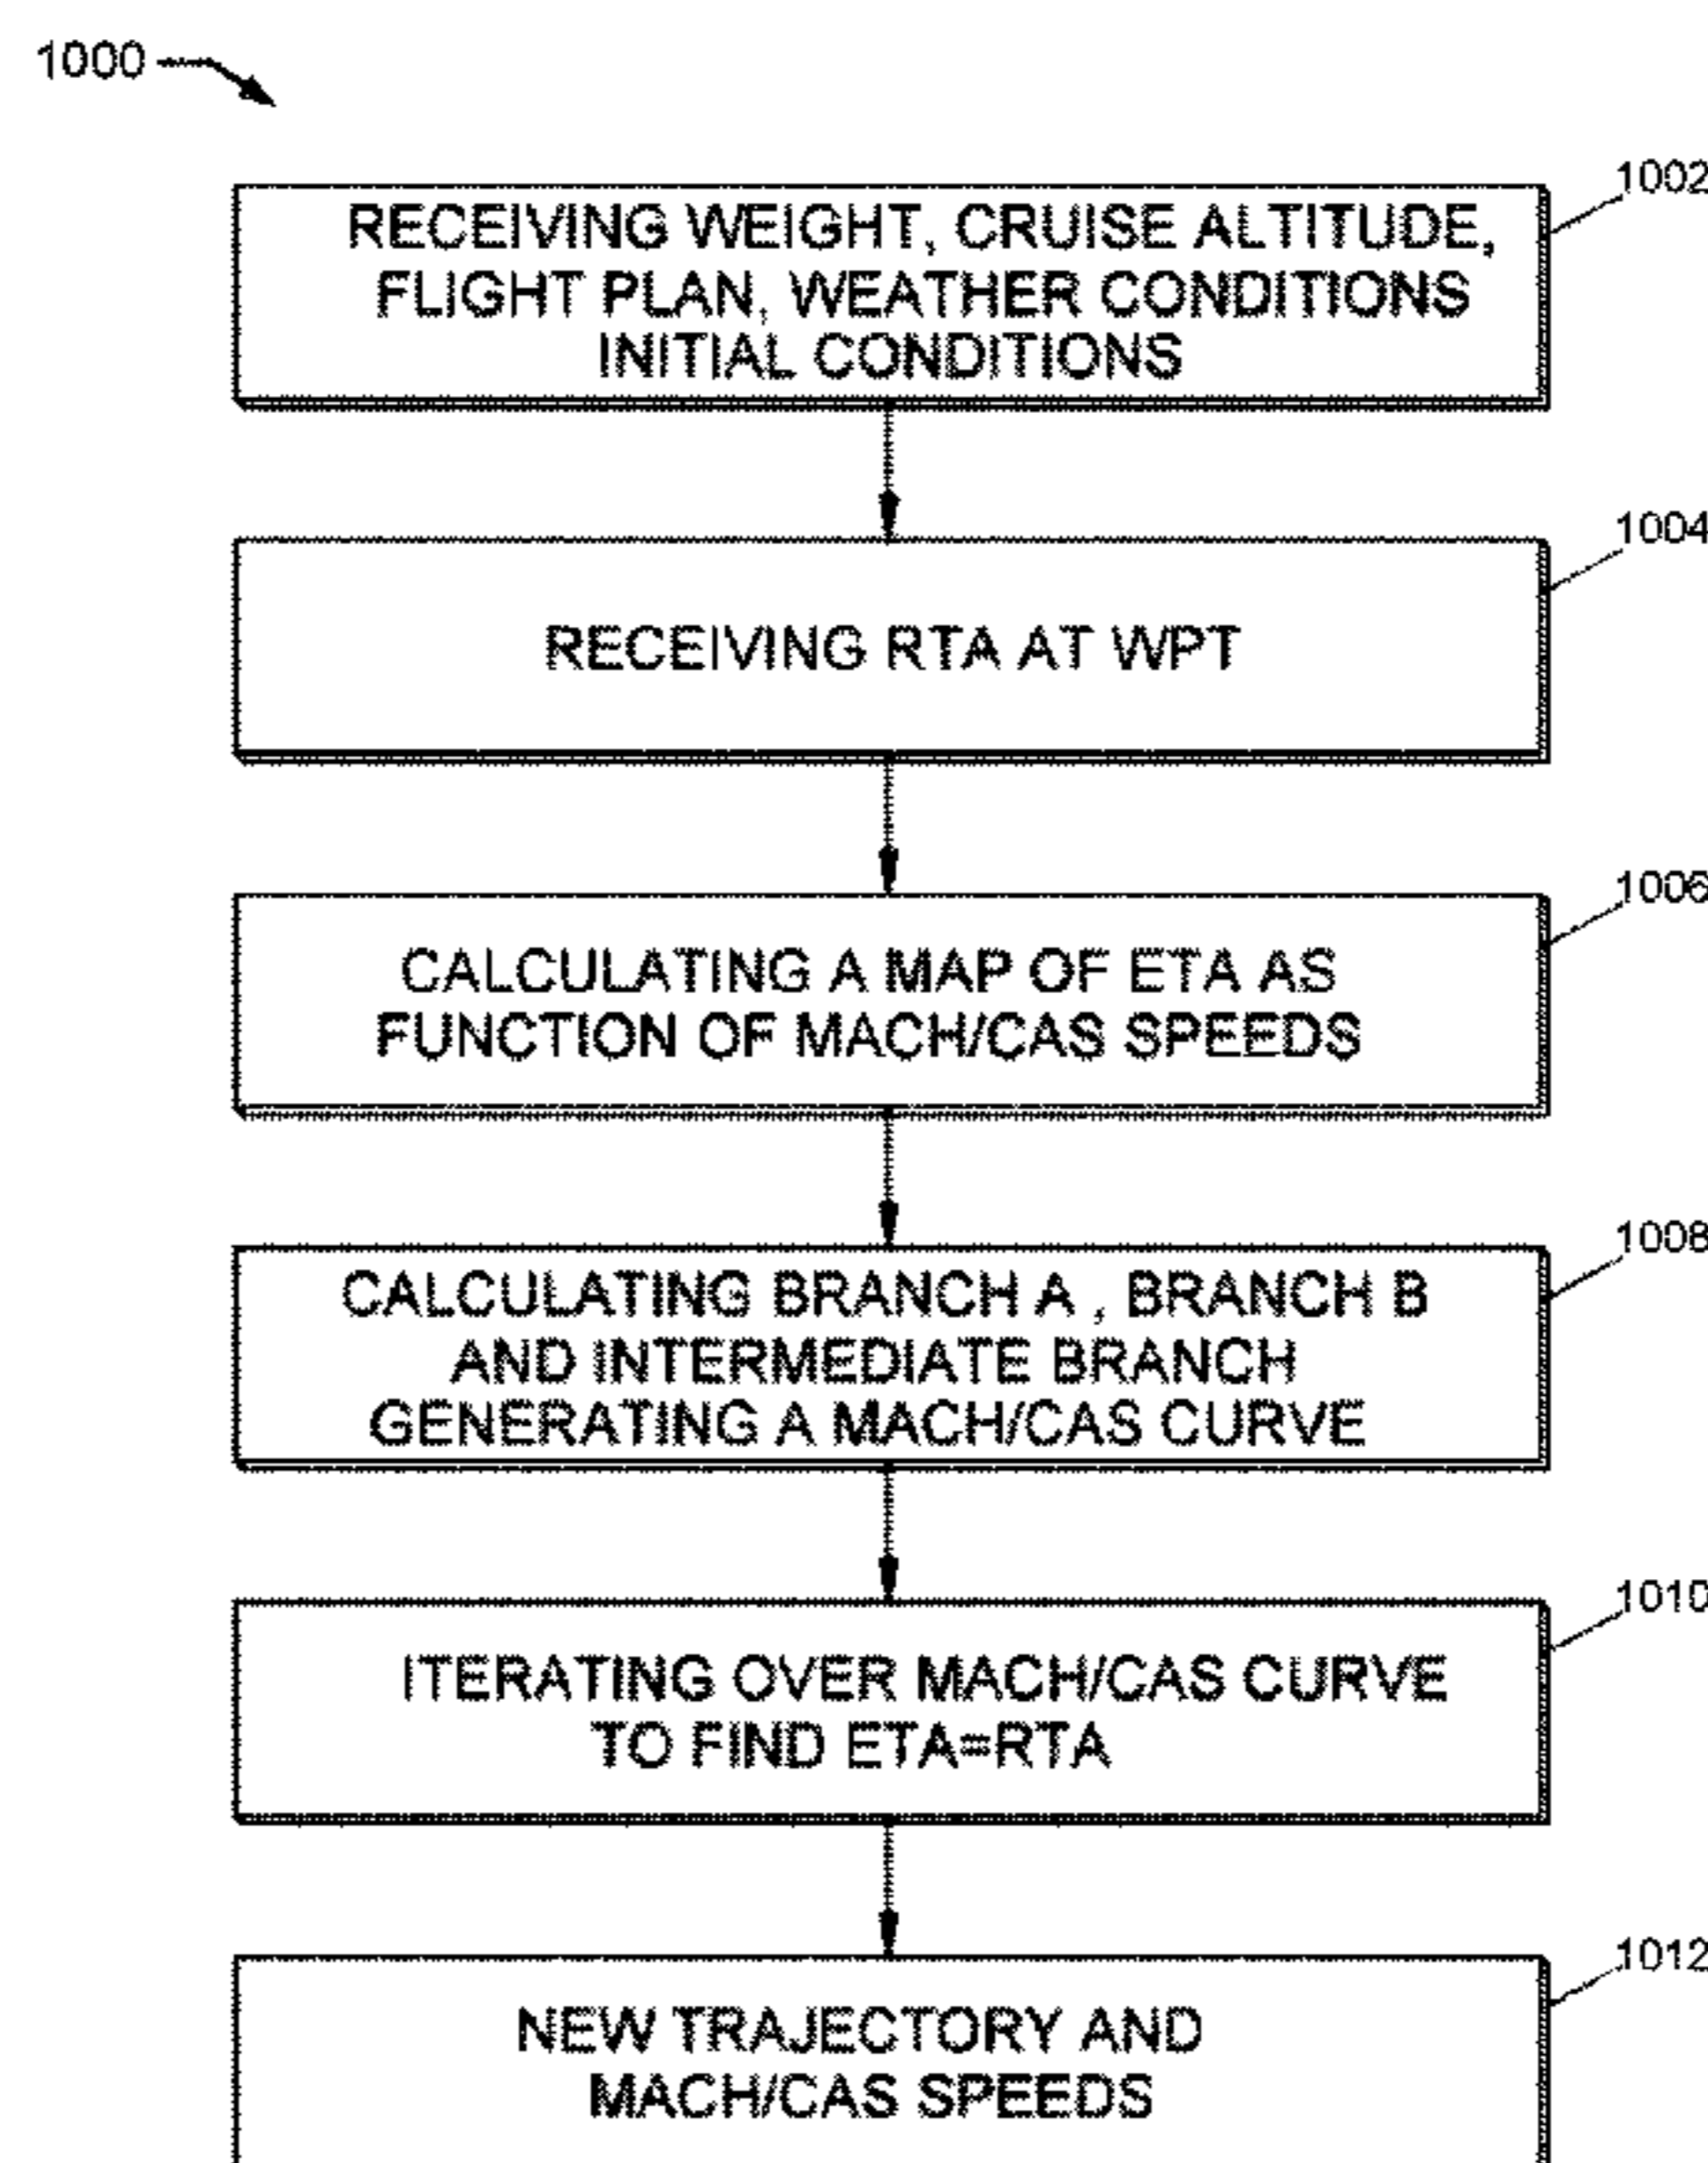 1000
1002
RECEIVING WEIGHT, CRUISE ALTITUDE,
FLIGHT PLAN, WEATHER CONDITIONS
INITIAL CONDITIONS
1004
RECEIVING RTA AT WPT
1006
CALCULATING A MAP OF ETA AS
FUNCTION OF MACH/CAS SPEEDS
1008
CALCULATING BRANCH A , BRANCH B
AND INTERMEDIATE BRANCH
GENERATING A MACH/CAS CURVE
1010
ITERATING OVER MACH/CAS CURVE
TO FIND ETA=RTA
1012
NEW TRAJECTORY AND
MACH/CAS SPEEDS